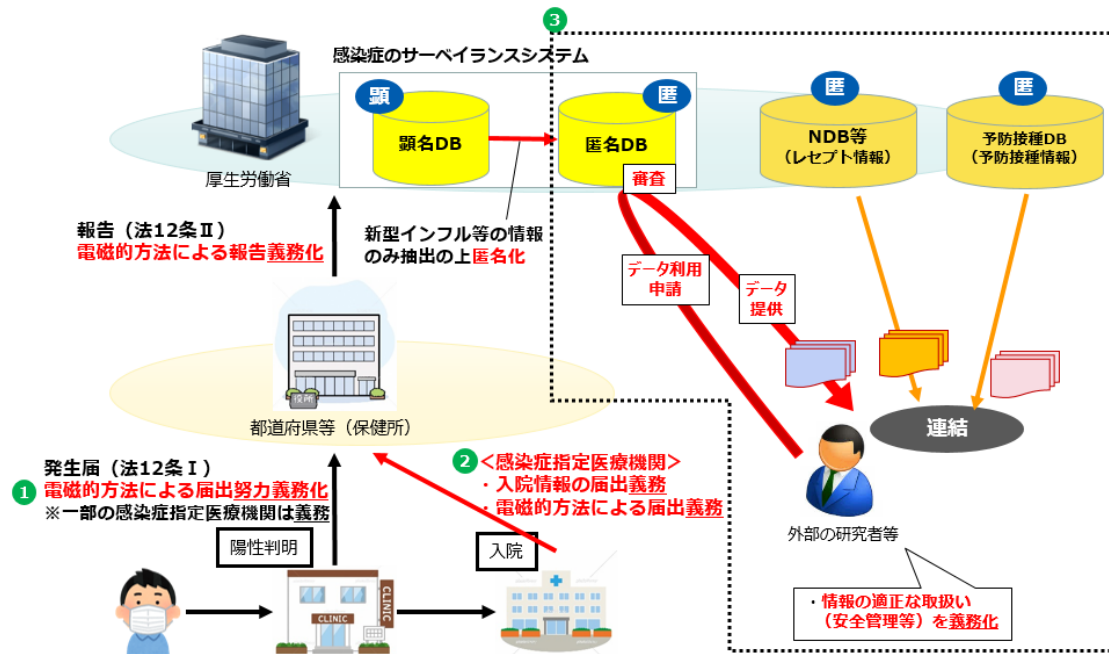 3
感染症のサーベイランスシステム
顕
匿
匿
匿
顕名DB
匿名DB
NDB等
（レセプト情報）
予防接種DB
（予防接種情報）
厚生労働省
審査
報告（法12条Ⅱ）
電磁的方法による報告義務化
新型インフル等の情報
のみ抽出の上匿名化
データ利用
申請
データ
提供
役所
都道府県等（保健所）
連結
発生届（法12条Ⅰ）
1 電磁的方法による届出努力義務化
※一部の感染症指定医療機関は義務
2 ＜感染症指定医療機関＞
・入院情報の届出義務
・電磁的方法による届出義務
外部の研究者等
陽性判明
入院
CLINIC
CLINIC
・情報の適正な取扱い
（安全管理等）を義務化